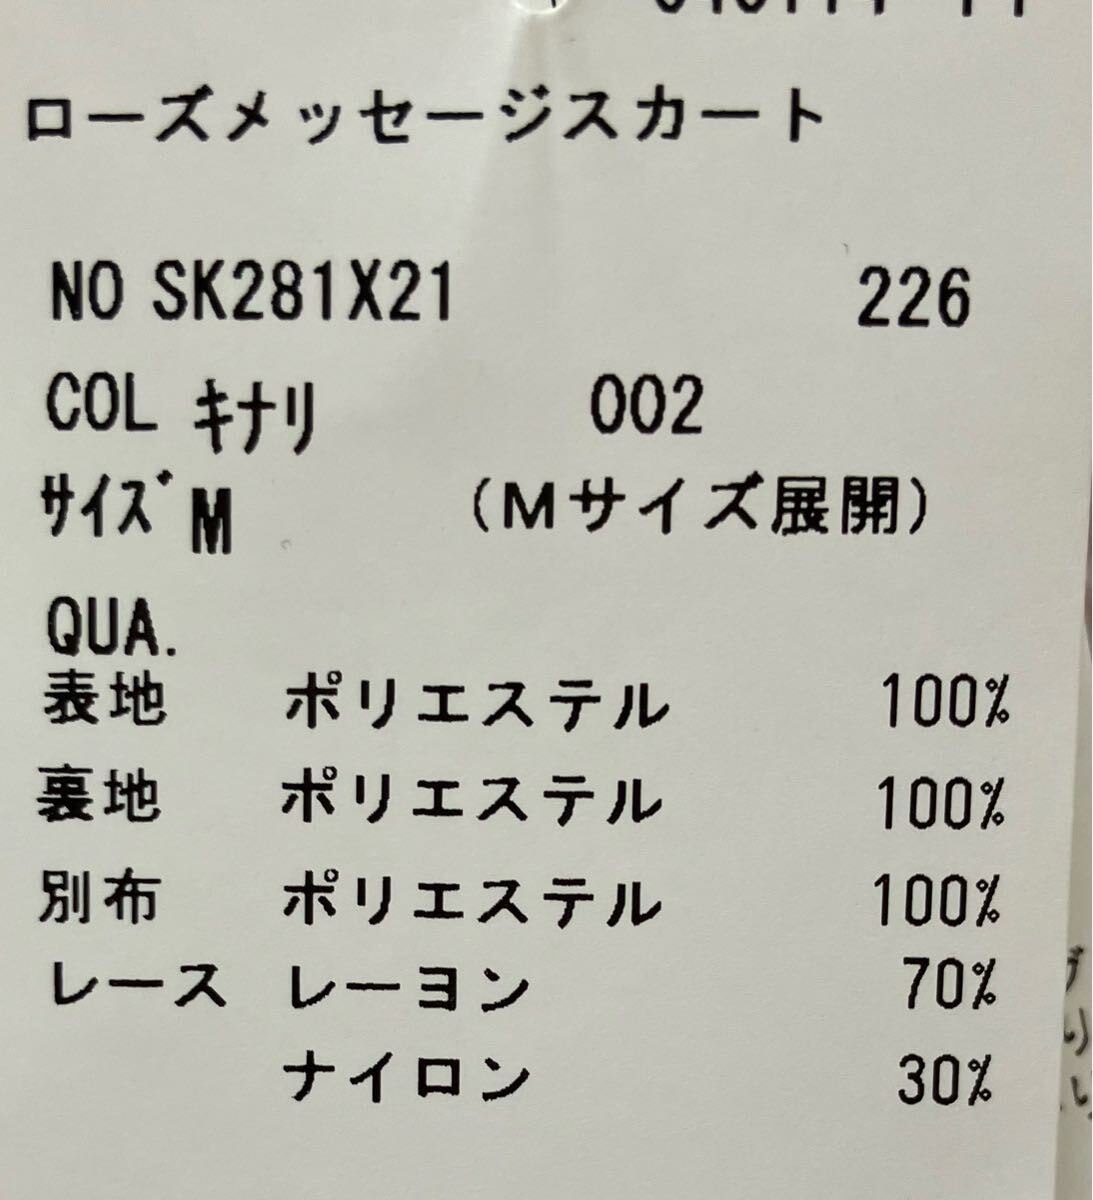 ローズメッセージスカート
NO SK281X21 226
COL ｷﾅﾘ 002
ｻｲｽﾞ M (Mサイズ展開)
QUA.
表地 ポリエステル 100%
裏地 ポリエステル 100%
別布 ポリエステル 100%
レース レーヨン 70%
ナイロン 30%